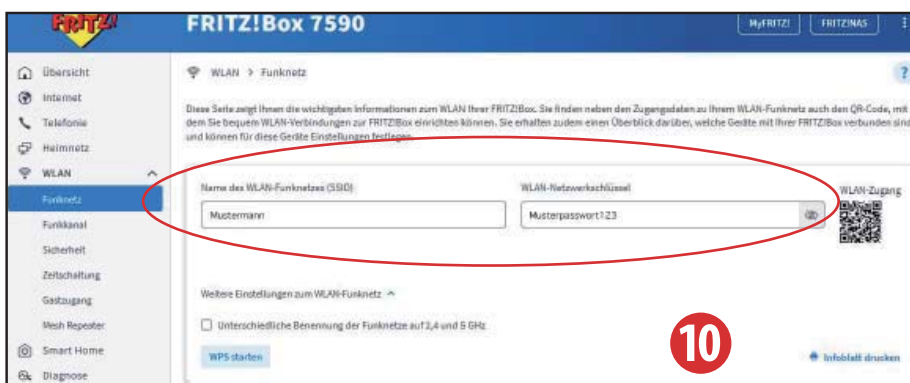 FRITZ!
FRITZ!Box 7590
MyFRITZ!
FRITZ!NAS
Übersicht
Internet
Telefonie
Heimnetz
WLAN
Funknetz
Funkkanal
Sicherheit
Zeitschaltung
Gastzugang
Mesh Repeater
Smart Home
Diagnose
WLAN > Funknetz
?
Diese Seite zeigt Ihnen die wichtigsten Informationen zum WLAN Ihrer FRITZ!Box. Sie finden neben den Zugangsdaten zu Ihrem WLAN-Funknetz auch den QR-Code, mit
dem Sie bequem WLAN-Verbindungen zur FRITZ!Box einrichten können. Sie erhalten zudem einen Überblick darüber, welche Geräte mit Ihrer FRITZ!Box verbunden sind
und können für diese Geräte Einstellungen festlegen.
Name des WLAN-Funknetzes (SSID)
WLAN-Netzwerkschlüssel
WLAN-Zugang
Mustermann
Musterpasswort123
Weitere Einstellungen zum WLAN-Funknetz
Unterschiedliche Benennung der Funknetze auf 2,4 und 5 GHz
WPS starten
10
Infoblatt drucken